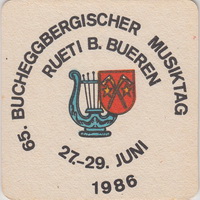 65. BUCHEGGBERGISCHER MUSIKTAG
RUETI B. BUEREN
27.-29. JUNI
1986